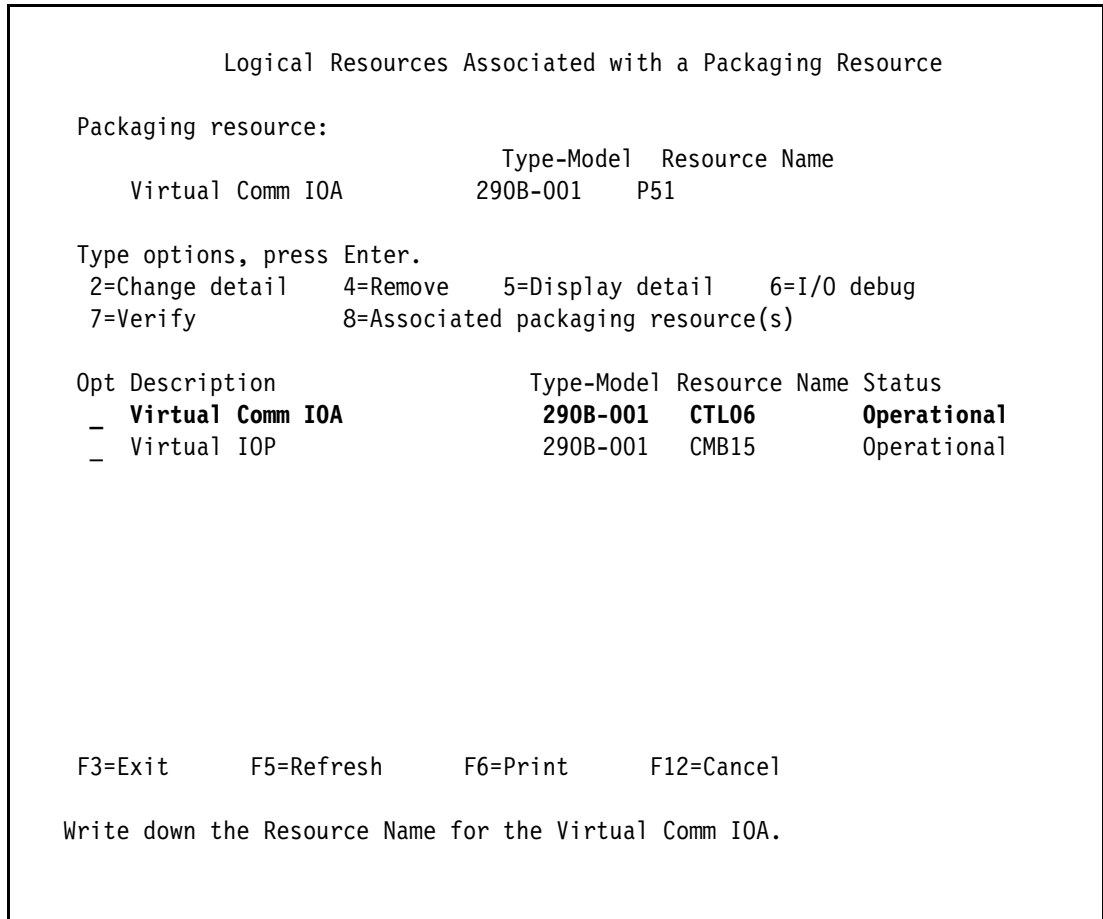 Logical Resources Associated with a Packaging Resource
Packaging resource:
Type-Model Resource Name
Virtual Comm IOA 290B-001 P51
Type options, press Enter.
2=Change detail 4=Remove 5=Display detail 6=I/O debug
7=Verify 8=Associated packaging resource(s)
Opt Description Type-Model Resource Name Status
_ Virtual Comm IOA 290B-001 CTL06 Operational
_ Virtual IOP 290B-001 CMB15 Operational
F3=Exit F5=Refresh F6=Print F12=Cancel
Write down the Resource Name for the Virtual Comm IOA.